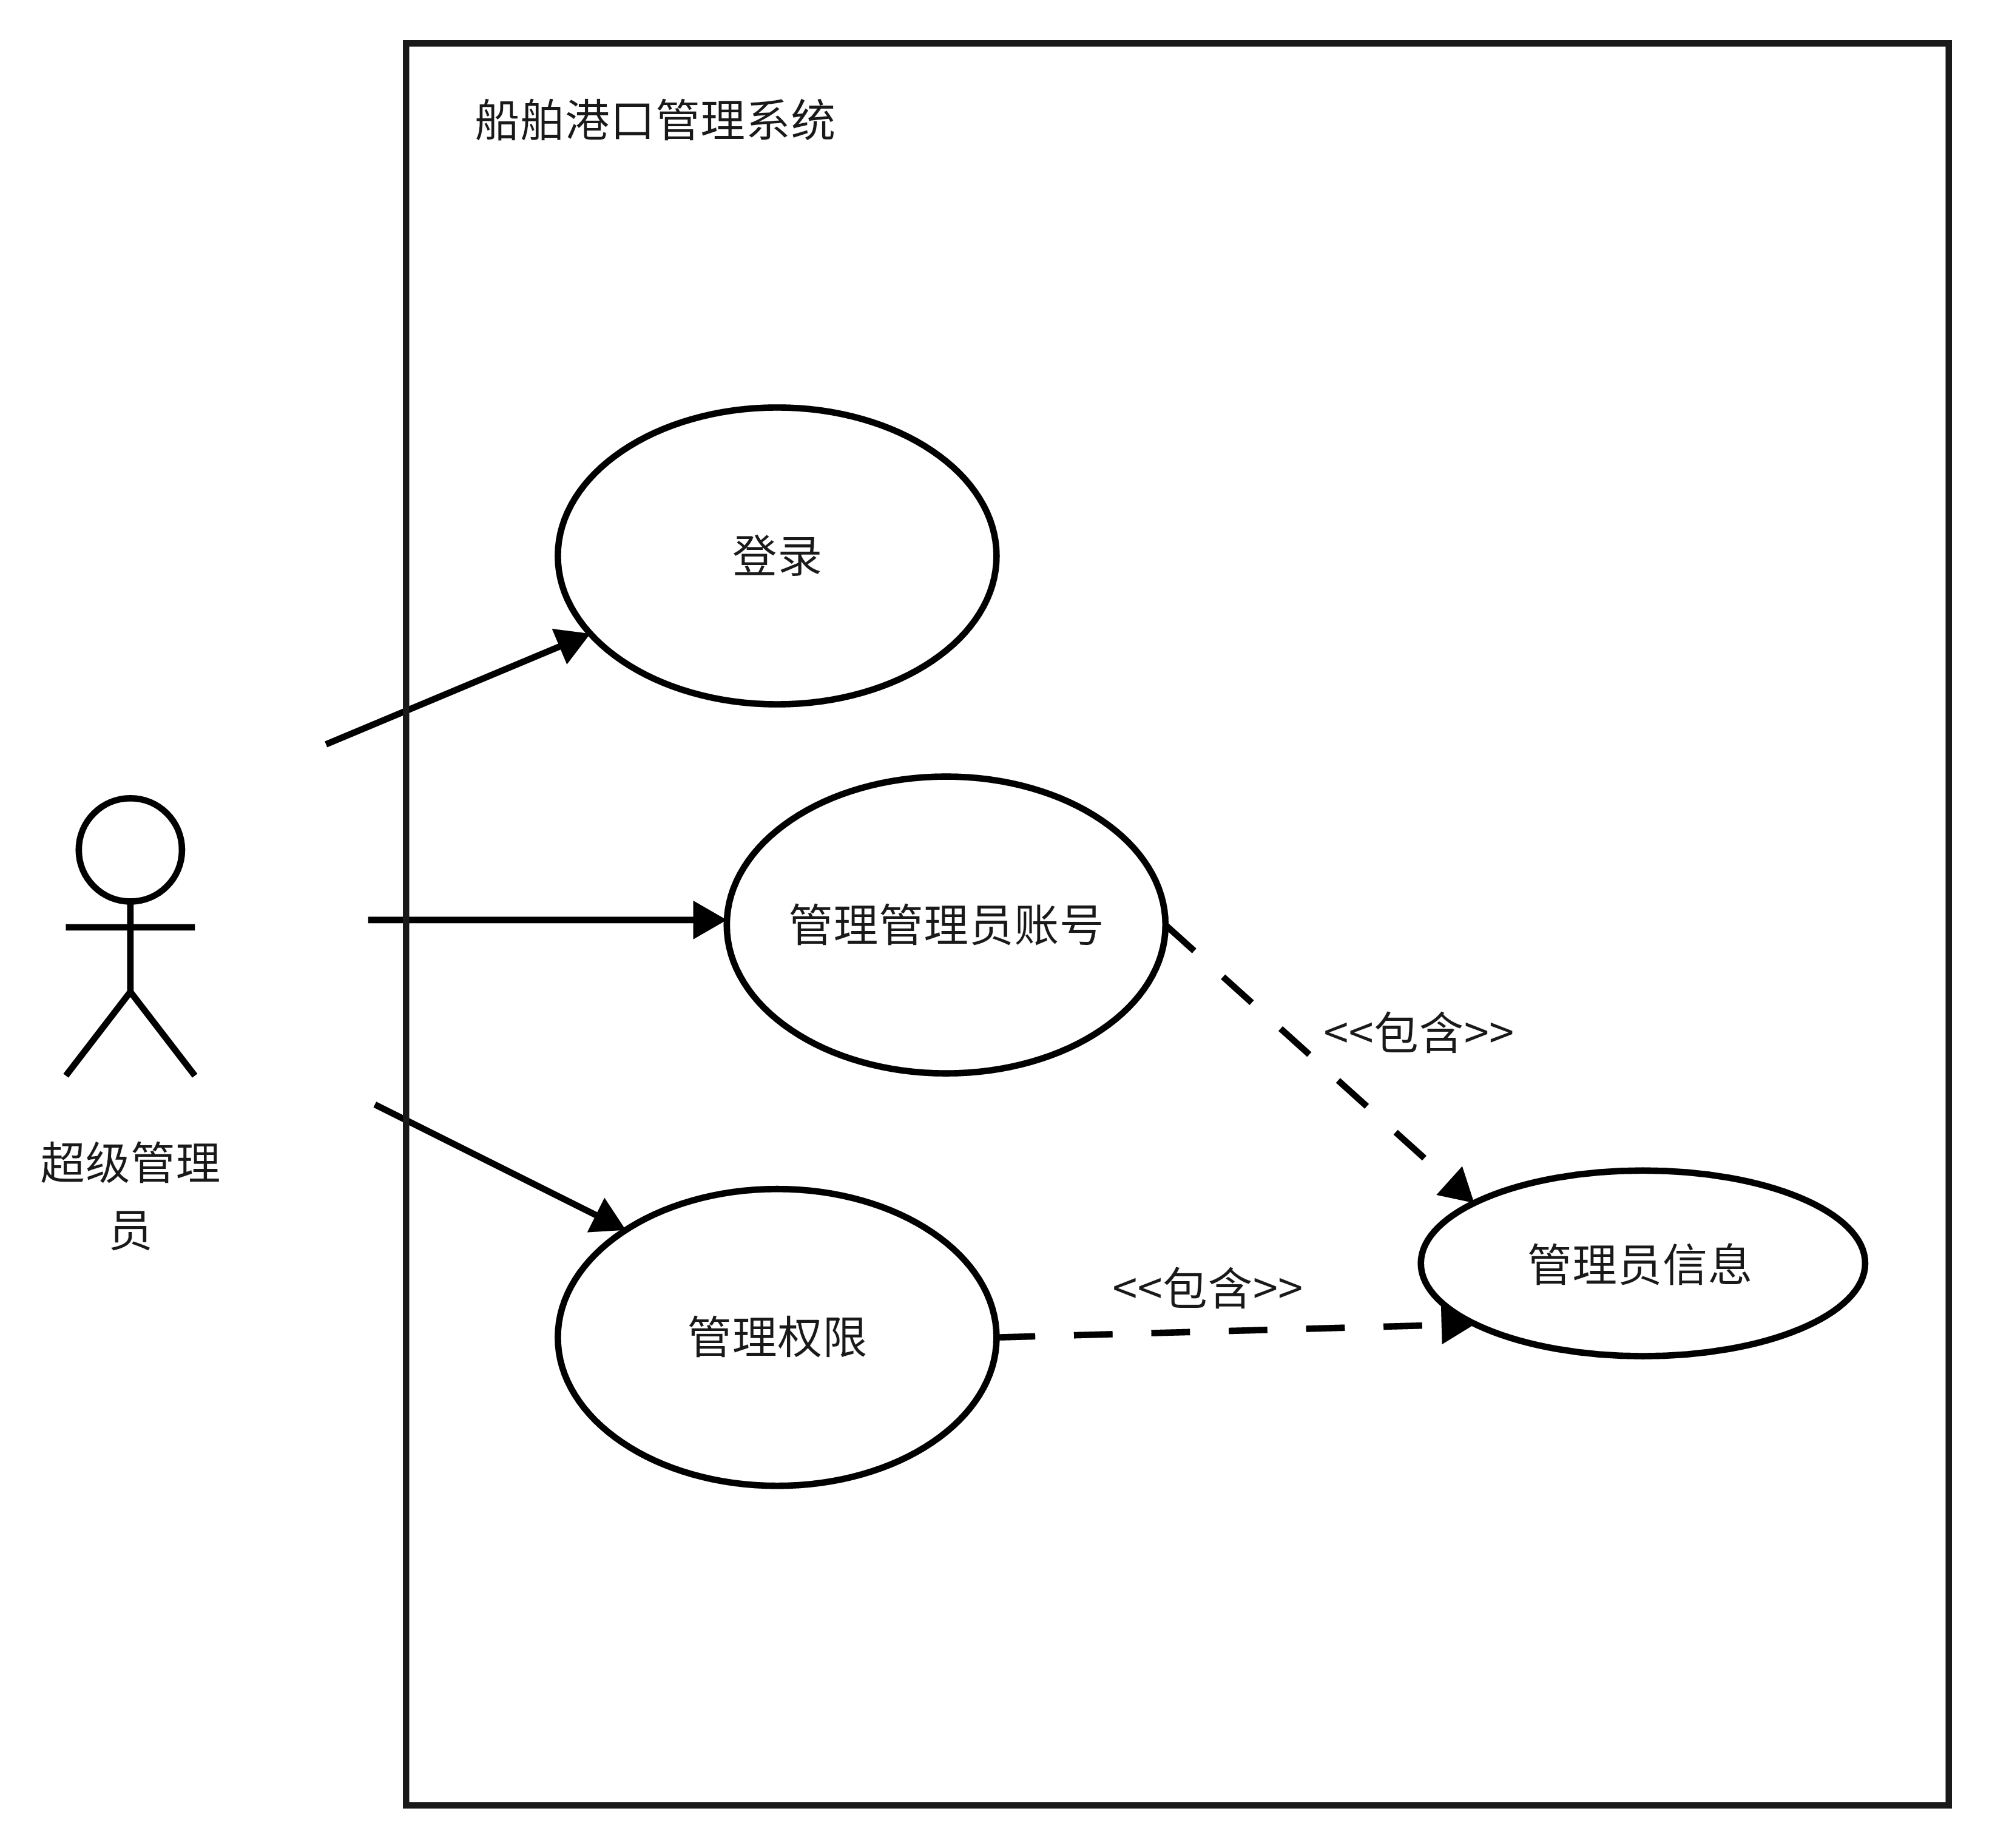 船舶港口管理系统
登录
管理管理员账号
<<包含>>
超级管理
员
管理员信息
<<包含>>
管理权限